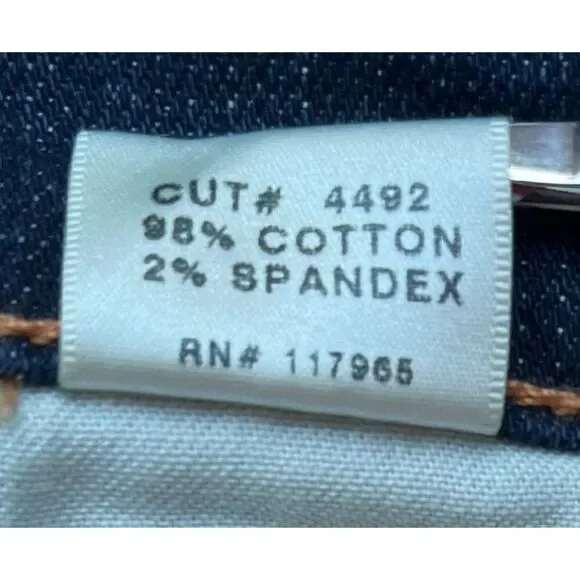 CUT# 4492
98% COTTON
2% SPANDEX
RN# 117965